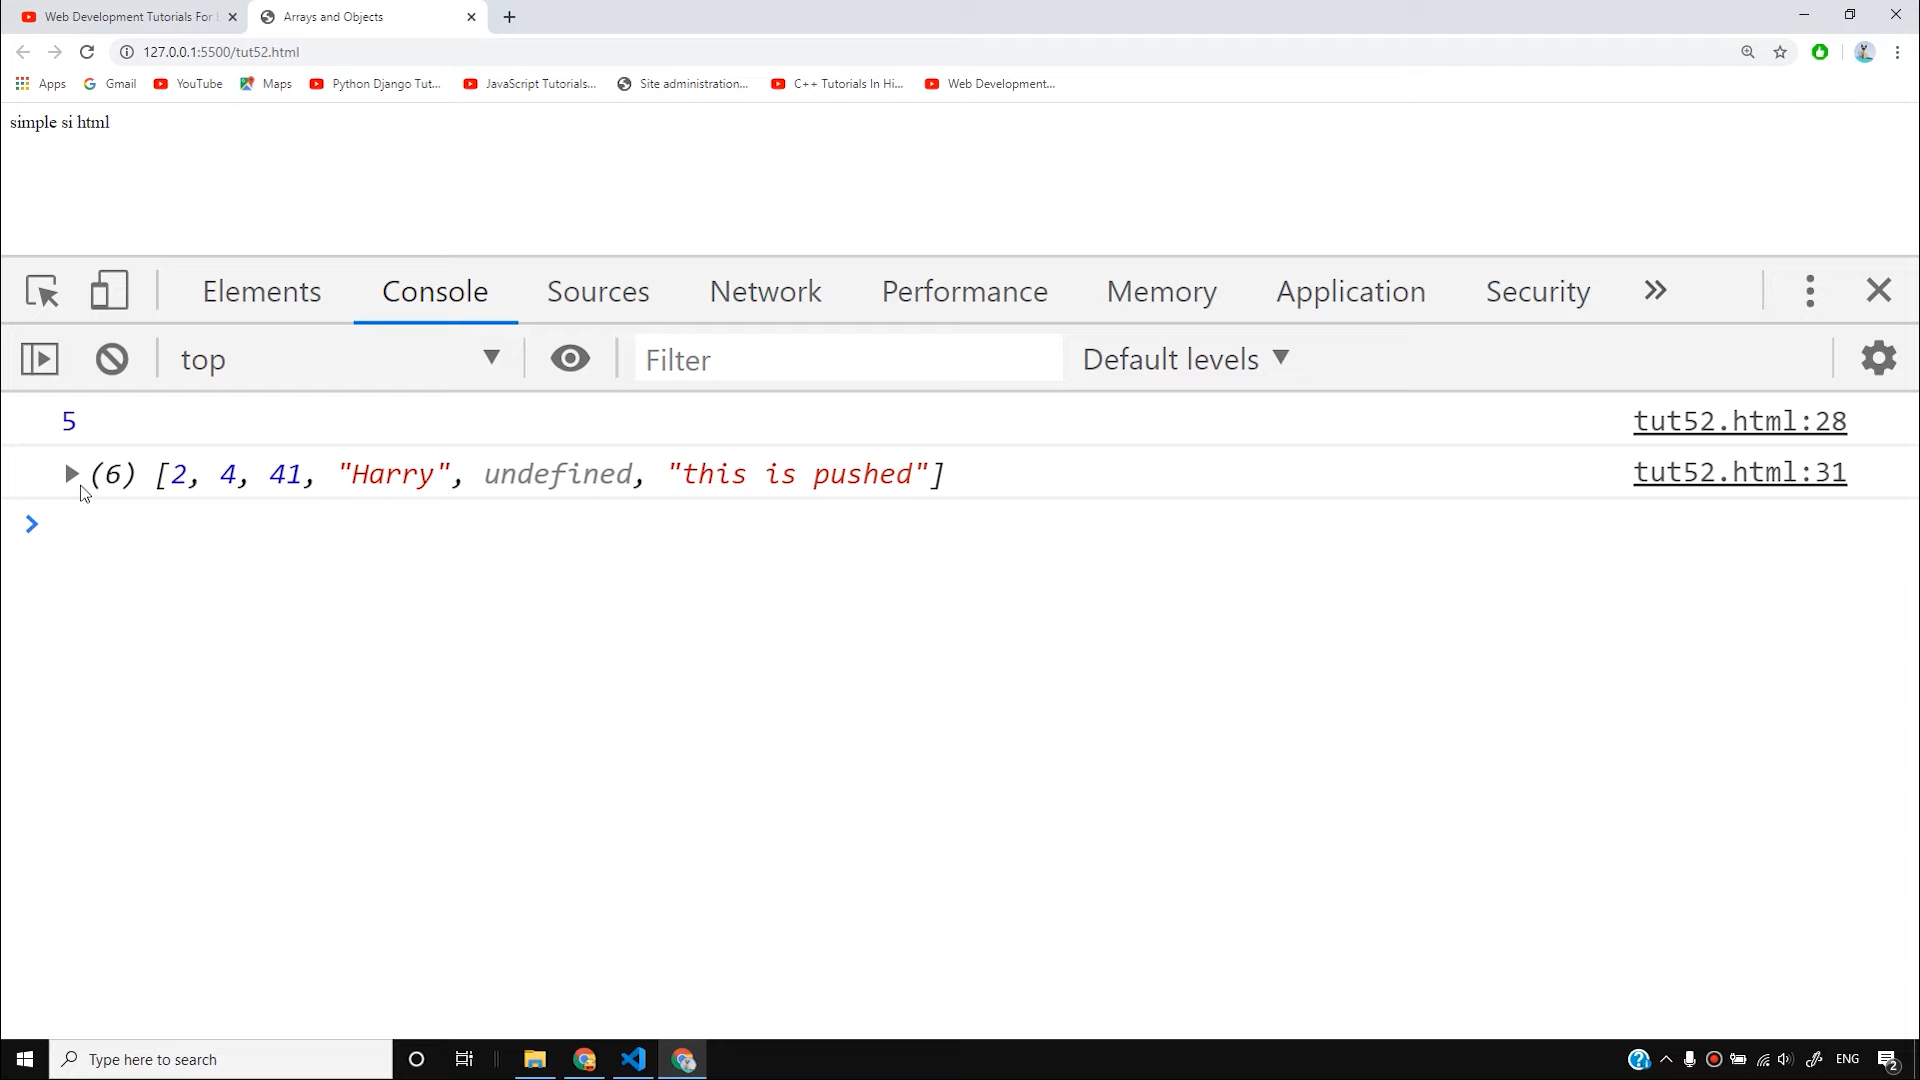 Web Development Tutorials For
Arrays and Objects
127.0.0.1:5500/tut52.html
Apps Gmail YouTube Maps Python Django Tut... JavaScript Tutorials... Site administration... C++ Tutorials In Hi... Web Development...
simple si html
Elements Console Sources Network Performance Memory Application Security
top Filter Default levels
5 tut52.html:28
(6) [2, 4, 41, "Harry", undefined, "this is pushed"] tut52.html:31
Type here to search ENG 2